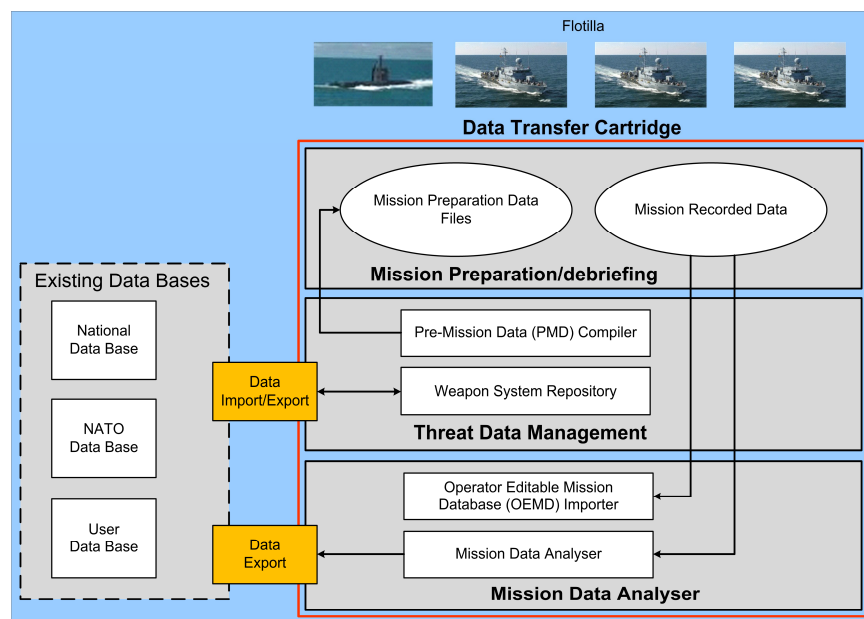 Flotilla
Data Transfer Cartridge
Mission Preparation Data
Files
Mission Recorded Data
Mission Preparation/debriefing
Existing Data Bases
National
Data Base
NATO
Data Base
User
Data Base
Data
Import/Export
Data
Export
Pre-Mission Data (PMD) Compiler
Weapon System Repository
Threat Data Management
Operator Editable Mission
Database (OEMD) Importer
Mission Data Analyser
Mission Data Analyser